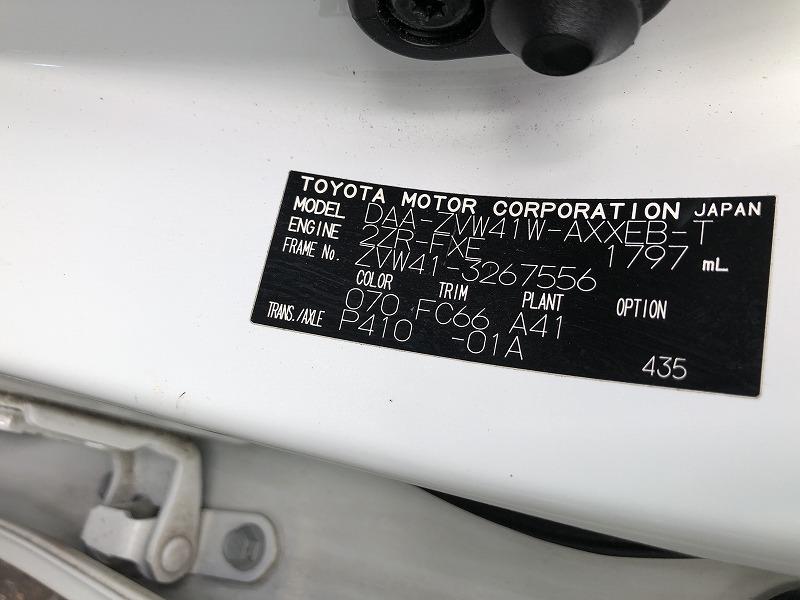 TOYOTA MOTOR CORPORATION JAPAN
MODEL DAA-ZVW41W-AXXEB-T
ENGINE 2ZR-FXE 1797 mL
FRAME No. ZVW41-3267556
COLOR TRIM PLANT OPTION
070 FC66 A41
TRANS./AXLE P410 -01A
435